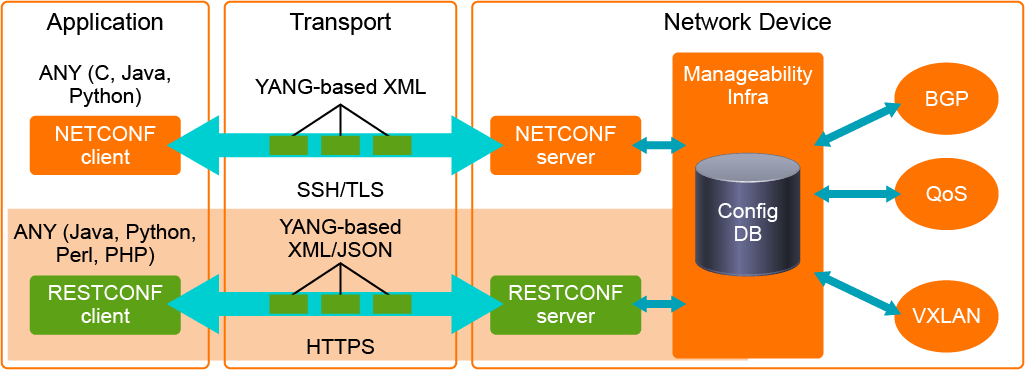 Application
Transport
Network Device
ANY (C, Java,
Python)
NETCONF
client
YANG-based XML
SSH/TLS
NETCONF
server
Manageability
Infra
Config
DB
BGP
QoS
VXLAN
ANY (Java, Python,
Perl, PHP)
RESTCONF
client
YANG-based
XML/JSON
HTTPS
RESTCONF
server